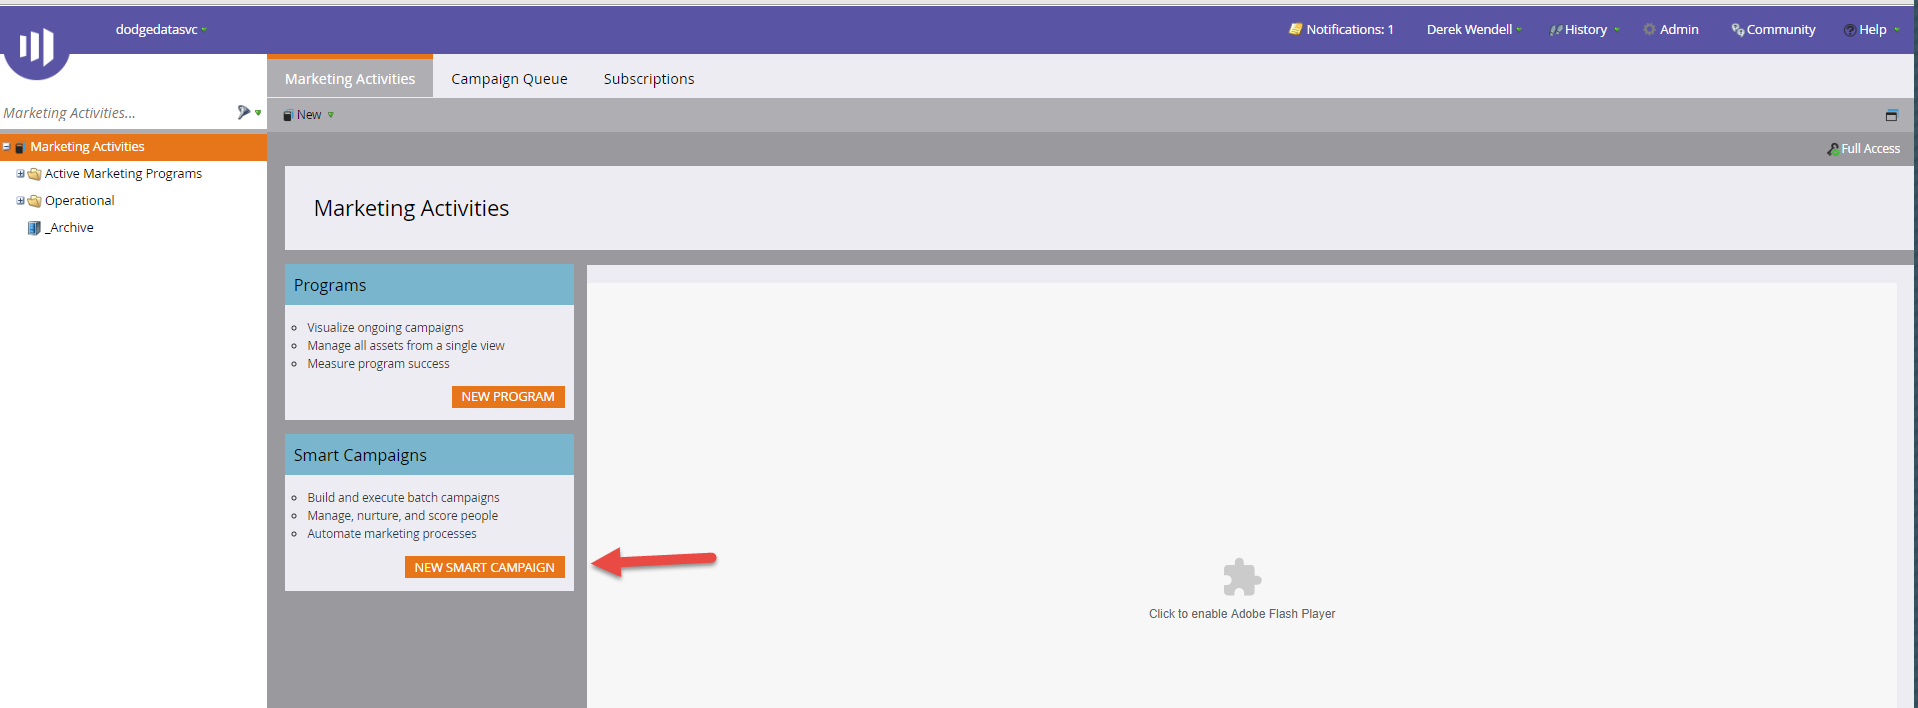 dodgedatasvc
Notifications: 1
Derek Wendell
History
Admin
Community
Help
Marketing Activities
Campaign Queue
Subscriptions
Marketing Activities...
New
Marketing Activities
Full Access
Active Marketing Programs
Operational
_Archive
Marketing Activities
Programs
Visualize ongoing campaigns
Manage all assets from a single view
Measure program success
NEW PROGRAM
Smart Campaigns
Build and execute batch campaigns
Manage, nurture, and score people
Automate marketing processes
NEW SMART CAMPAIGN
Click to enable Adobe Flash Player